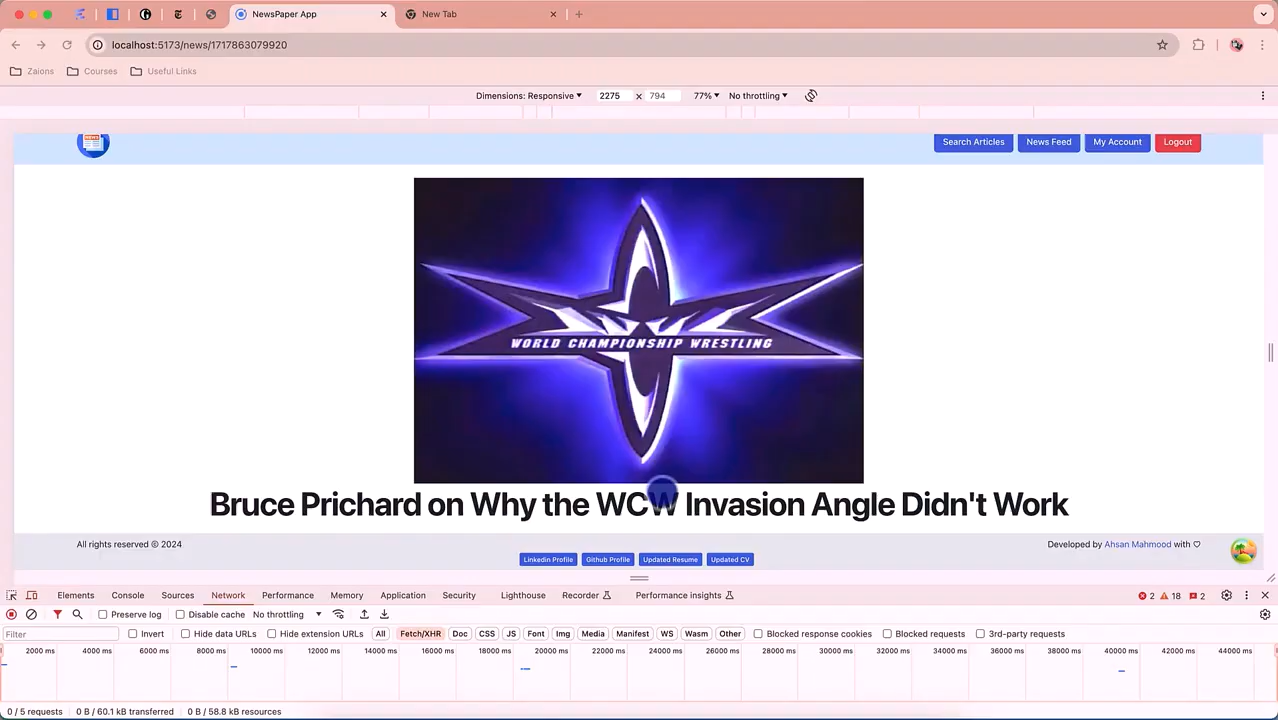 NewsPaper App
New Tab
localhost:5173/news/1717863079920
Zaions Courses Useful Links
Dimensions: Responsive 2275 × 794 77% No throttling
NEWS
Search Articles News Feed My Account Logout
WORLD CHAMPIONSHIP WRESTLING
Bruce Prichard on Why the WCW Invasion Angle Didn't Work
All rights reserved © 2024
Developed by Ahsan Mahmood with ♡
Linkedin Profile Github Profile Updated Resume Updated CV
Elements Console Sources Network Performance Memory Application Security Lighthouse Recorder Performance insights 2 18 2
Preserve log Disable cache No throttling
Filter Invert Hide data URLs Hide extension URLs All Fetch/XHR Doc CSS JS Font Img Media Manifest WS Wasm Other Blocked response cookies Blocked requests 3rd-party requests
2000 ms 4000 ms 6000 ms 8000 ms 10000 ms 12000 ms 14000 ms 16000 ms 18000 ms 20000 ms 22000 ms 24000 ms 26000 ms 28000 ms 30000 ms 32000 ms 34000 ms 36000 ms 38000 ms 40000 ms 42000 ms 44000 ms
0 / 5 requests 0 B / 60.1 kB transferred 0 B / 58.8 kB resources